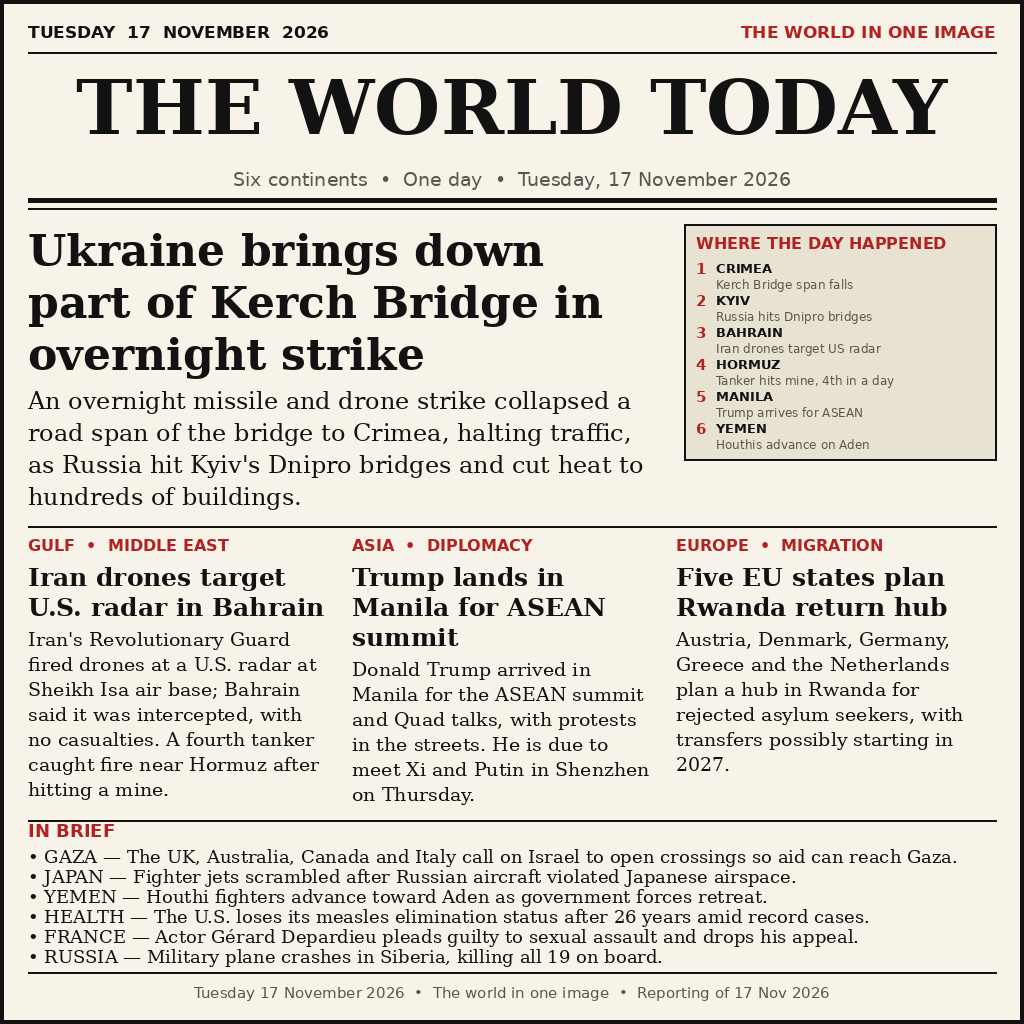 TUESDAY 17 NOVEMBER 2026
THE WORLD IN ONE IMAGE
THE WORLD TODAY
Six continents • One day • Tuesday, 17 November 2026
Ukraine brings down
part of Kerch Bridge in
overnight strike
An overnight missile and drone strike collapsed a
road span of the bridge to Crimea, halting traffic,
as Russia hit Kyiv's Dnipro bridges and cut heat to
hundreds of buildings.
WHERE THE DAY HAPPENED
1 CRIMEA
Kerch Bridge span falls
2 KYIV
Russia hits Dnipro bridges
3 BAHRAIN
Iran drones target US radar
4 HORMUZ
Tanker hits mine, 4th in a day
5 MANILA
Trump arrives for ASEAN
6 YEMEN
Houthis advance on Aden
GULF • MIDDLE EAST
Iran drones target
U.S. radar in Bahrain
Iran's Revolutionary Guard
fired drones at a U.S. radar at
Sheikh Isa air base; Bahrain
said it was intercepted, with
no casualties. A fourth tanker
caught fire near Hormuz after
hitting a mine.
ASIA • DIPLOMACY
Trump lands in
Manila for ASEAN
summit
Donald Trump arrived in
Manila for the ASEAN summit
and Quad talks, with protests
in the streets. He is due to
meet Xi and Putin in Shenzhen
on Thursday.
EUROPE • MIGRATION
Five EU states plan
Rwanda return hub
Austria, Denmark, Germany,
Greece and the Netherlands
plan a hub in Rwanda for
rejected asylum seekers, with
transfers possibly starting in
2027.
IN BRIEF
• GAZA — The UK, Australia, Canada and Italy call on Israel to open crossings so aid can reach Gaza.
• JAPAN — Fighter jets scrambled after Russian aircraft violated Japanese airspace.
• YEMEN — Houthi fighters advance toward Aden as government forces retreat.
• HEALTH — The U.S. loses its measles elimination status after 26 years amid record cases.
• FRANCE — Actor Gérard Depardieu pleads guilty to sexual assault and drops his appeal.
• RUSSIA — Military plane crashes in Siberia, killing all 19 on board.
Tuesday 17 November 2026 • The world in one image • Reporting of 17 Nov 2026